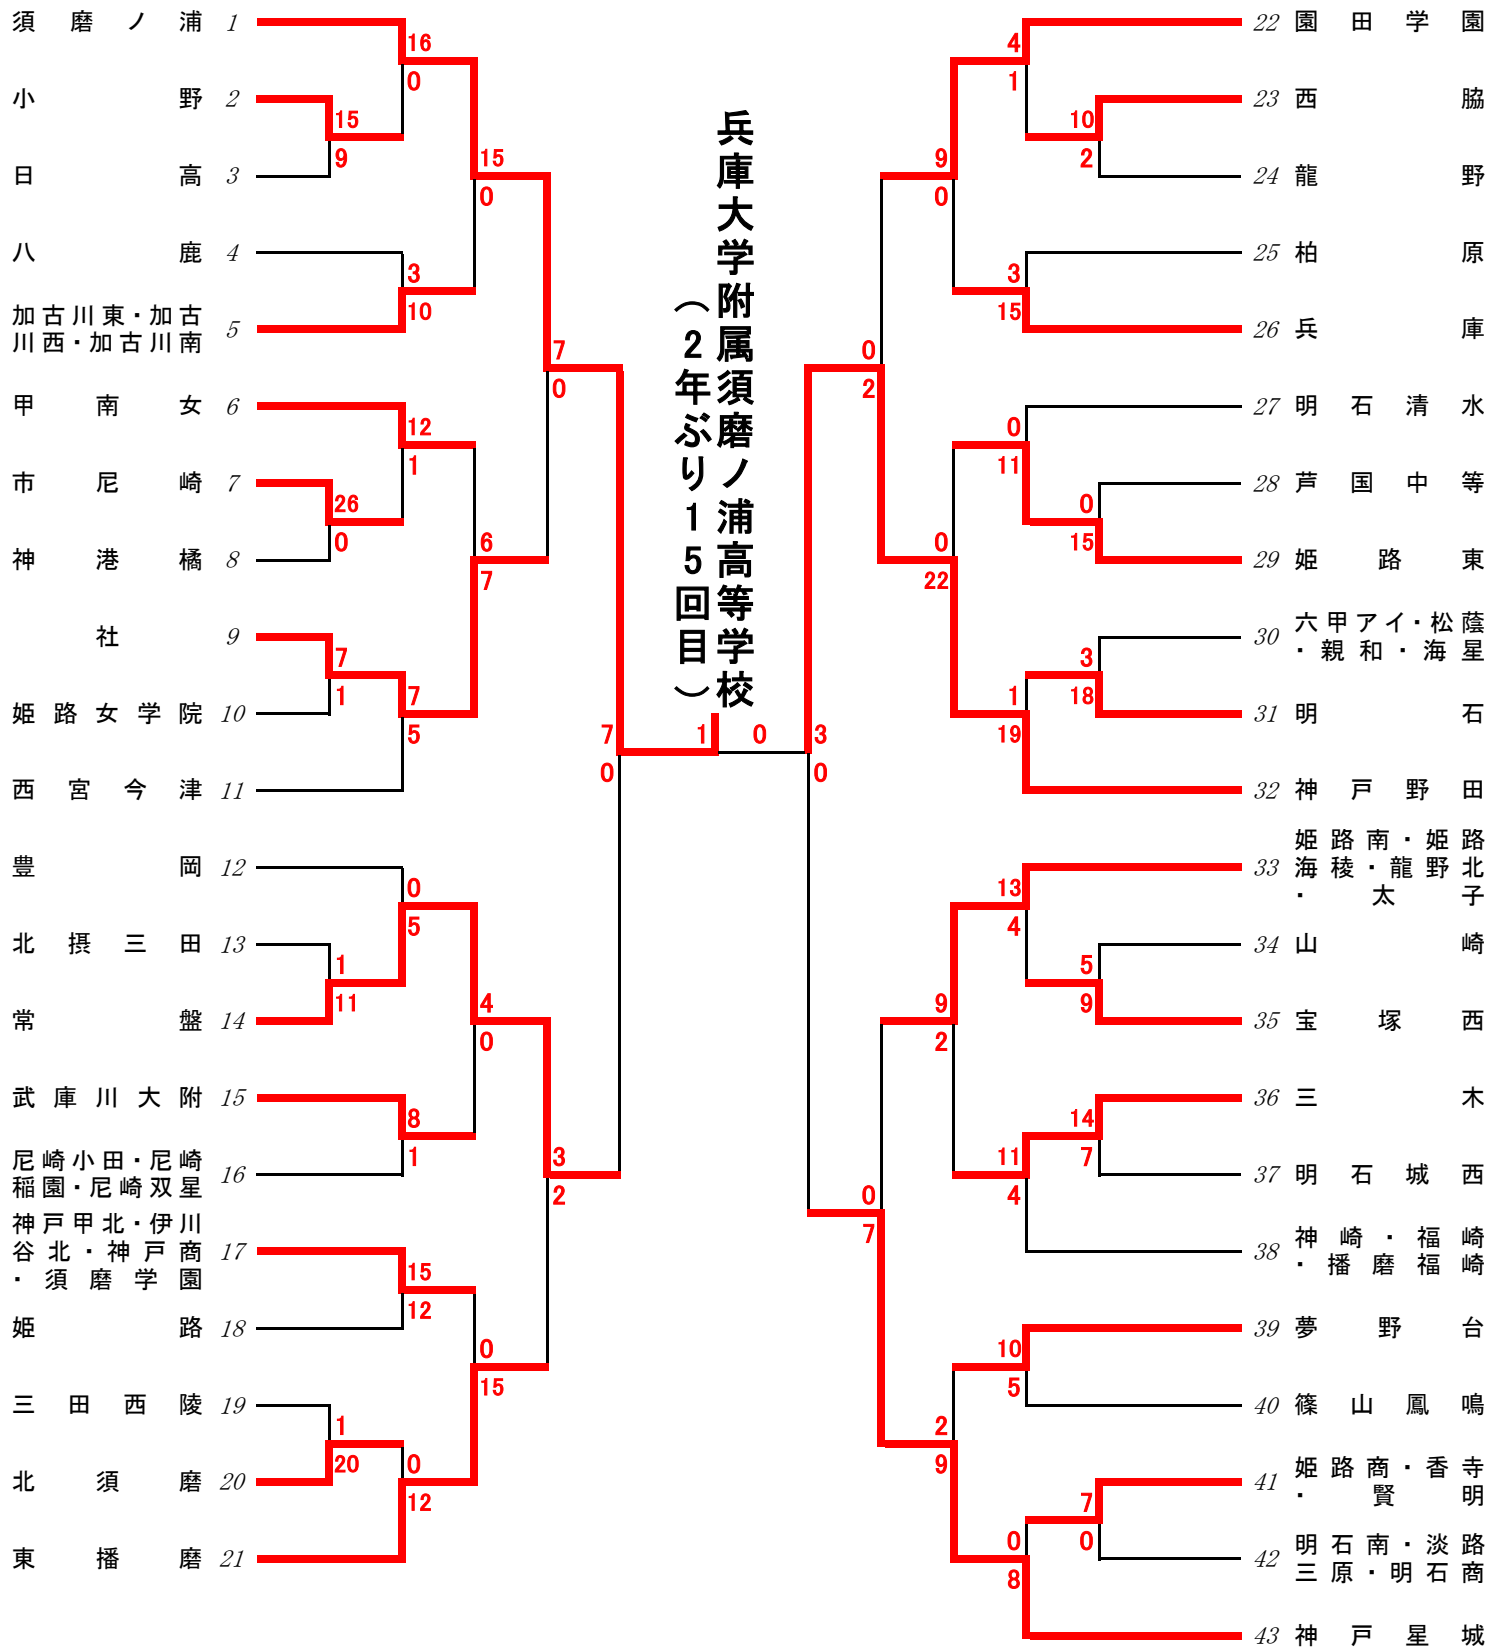 須磨ノ浦 1
小野 2
日高 3
八鹿 4
加古川東・加古
川西・加古川南 5
甲南女 6
市尼崎 7
神港橘 8
社 9
姫路女学院 10
西宮今津 11
豊岡 12
北摂三田 13
常盤 14
武庫川大附 15
尼崎小田・尼崎
稲園・尼崎双星 16
神戸甲北・伊川
谷北・神戸商 17
・須磨学園
姫路 18
三田西陵 19
北須磨 20
東播磨 21
16
0
15
9
15
0
3
10
7
0
12
1
26
0
6
7
7
1
7
5
7
0
0
5
1
11
4
0
8
1
3
2
15
12
0
15
1
20
0
12
兵庫大学附属須磨ノ浦高等学校
（２年ぶり１５回目）
1 0
4
1
10
2
9
0
3
15
0
2
0
11
0
15
0
22
3
18
1
19
3
0
13
4
5
9
9
2
14
7
11
4
0
7
10
5
2
9
7
0
0
8
22 園田学園
23 西脇
24 龍野
25 柏原
26 兵庫
27 明石清水
28 芦国中等
29 姫路東
30 六甲アイ・松蔭
・親和・海星
31 明石
32 神戸野田
姫路南・姫路
33 海稜・龍野北
・太子
34 山崎
35 宝塚西
36 三木
37 明石城西
38 神崎・福崎
・播磨福崎
39 夢野台
40 篠山鳳鳴
41 姫路商・香寺
・賢明
42 明石南・淡路
三原・明石商
43 神戸星城